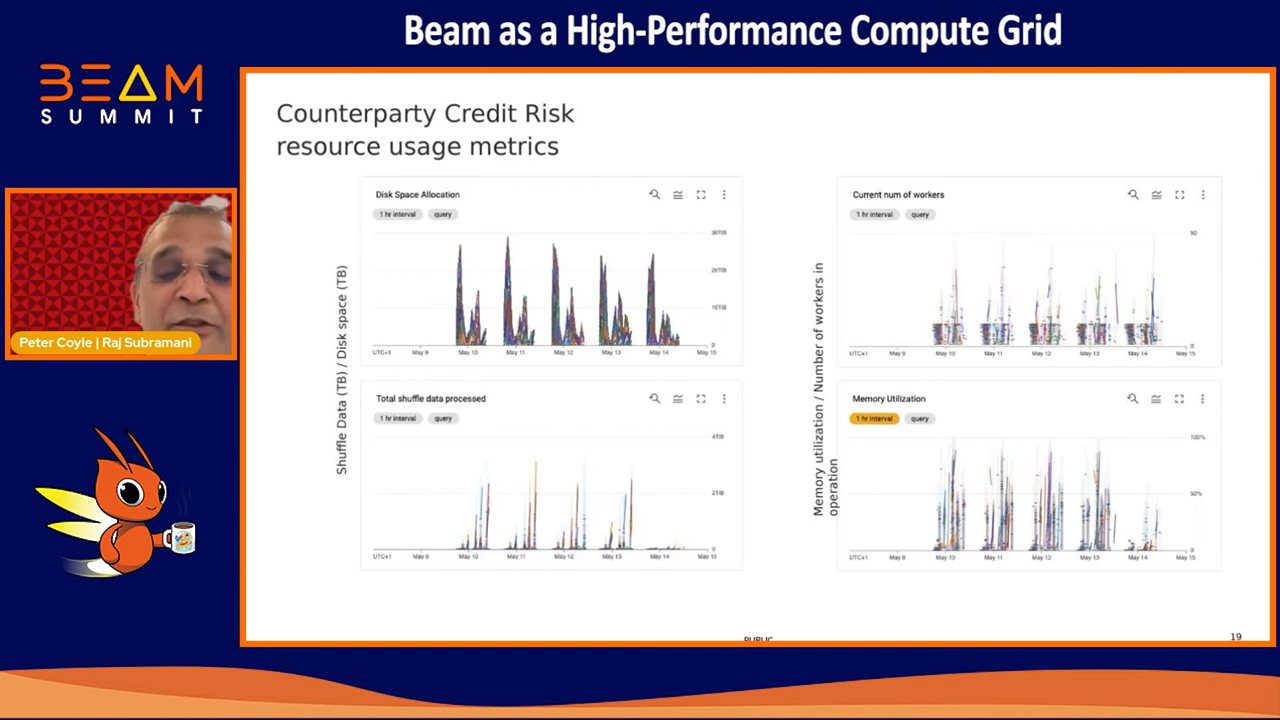 Beam as a High-Performance Compute Grid
BEAM
SUMMIT
Peter Coyle | Raj Subramani
Counterparty Credit Risk
resource usage metrics
Shuffle Data (TB) / Disk space (TB)
Disk Space Allocation
1 hr interval query
30TiB
20TiB
10TiB
0
UTC+1 May 9 May 10 May 11 May 12 May 13 May 14 May 15
Total shuffle data processed
1 hr interval query
4TiB
2TiB
0
UTC+1 May 9 May 10 May 11 May 12 May 13 May 14 May 15
Memory utilization / Number of workers in
operation
Current num of workers
1 hr interval query
50
0
UTC+1 May 9 May 10 May 11 May 12 May 13 May 14 May 15
Memory Utilization
1 hr interval query
100%
50%
0
UTC+1 May 9 May 10 May 11 May 12 May 13 May 14 May 15
PUBLIC
19